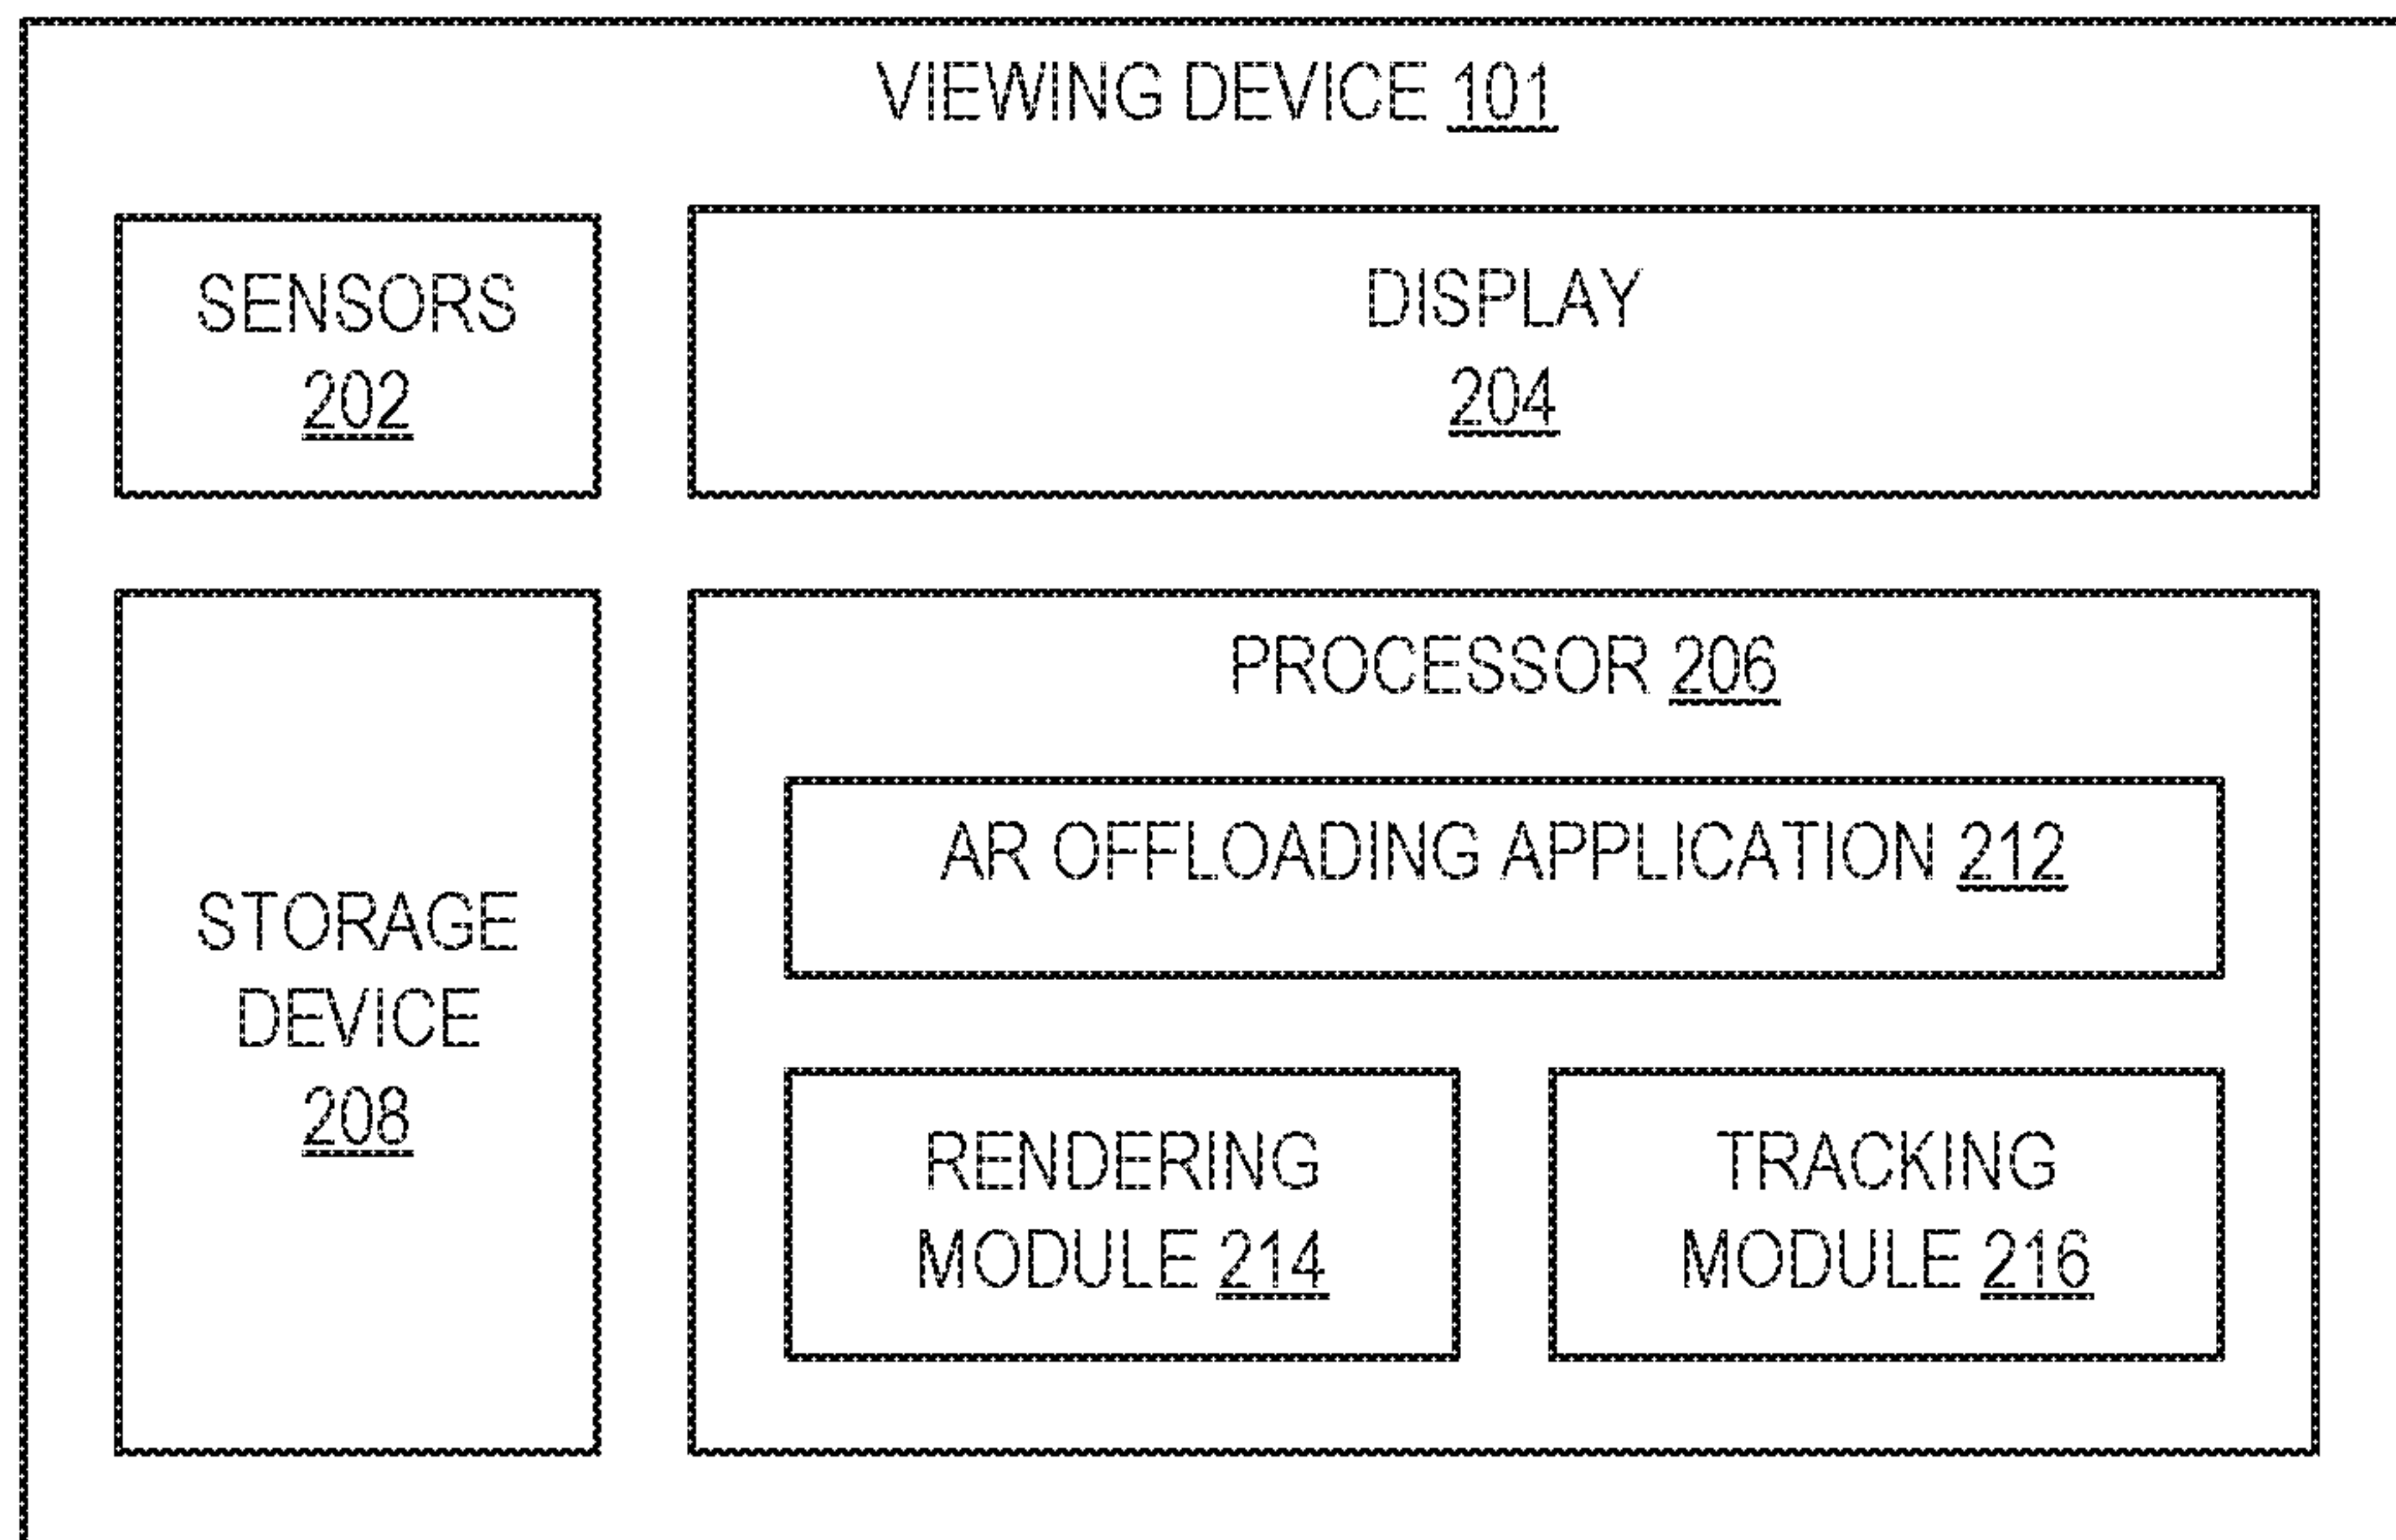 VIEWING DEVICE 101
SENSORS
202
DISPLAY
204
STORAGE
DEVICE
208
PROCESSOR 206
AR OFFLOADING APPLICATION 212
RENDERING
MODULE 214
TRACKING
MODULE 216